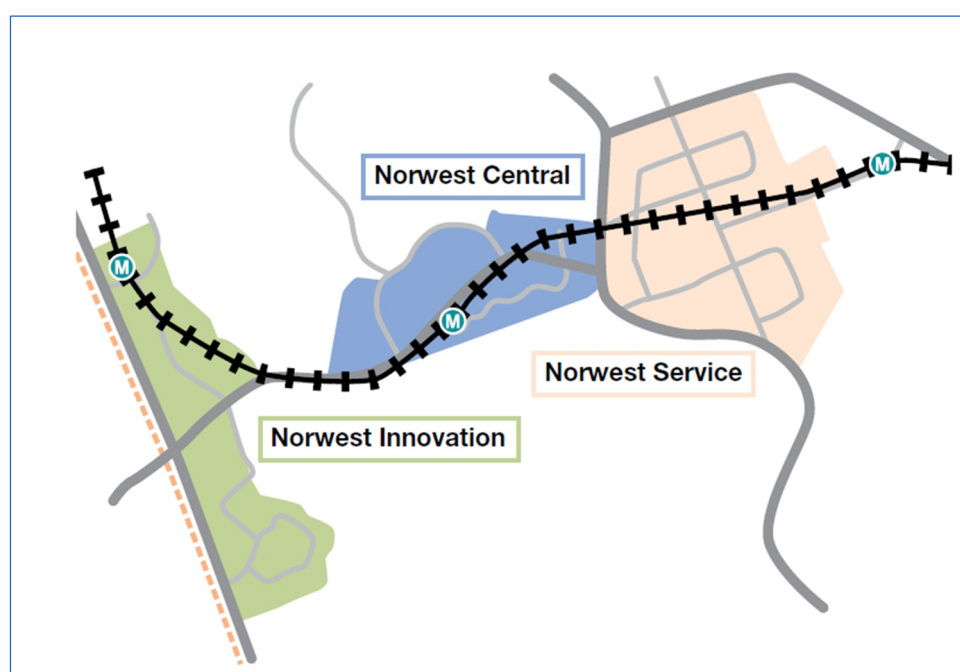 Norwest Central
M
M
M
Norwest Service
Norwest Innovation